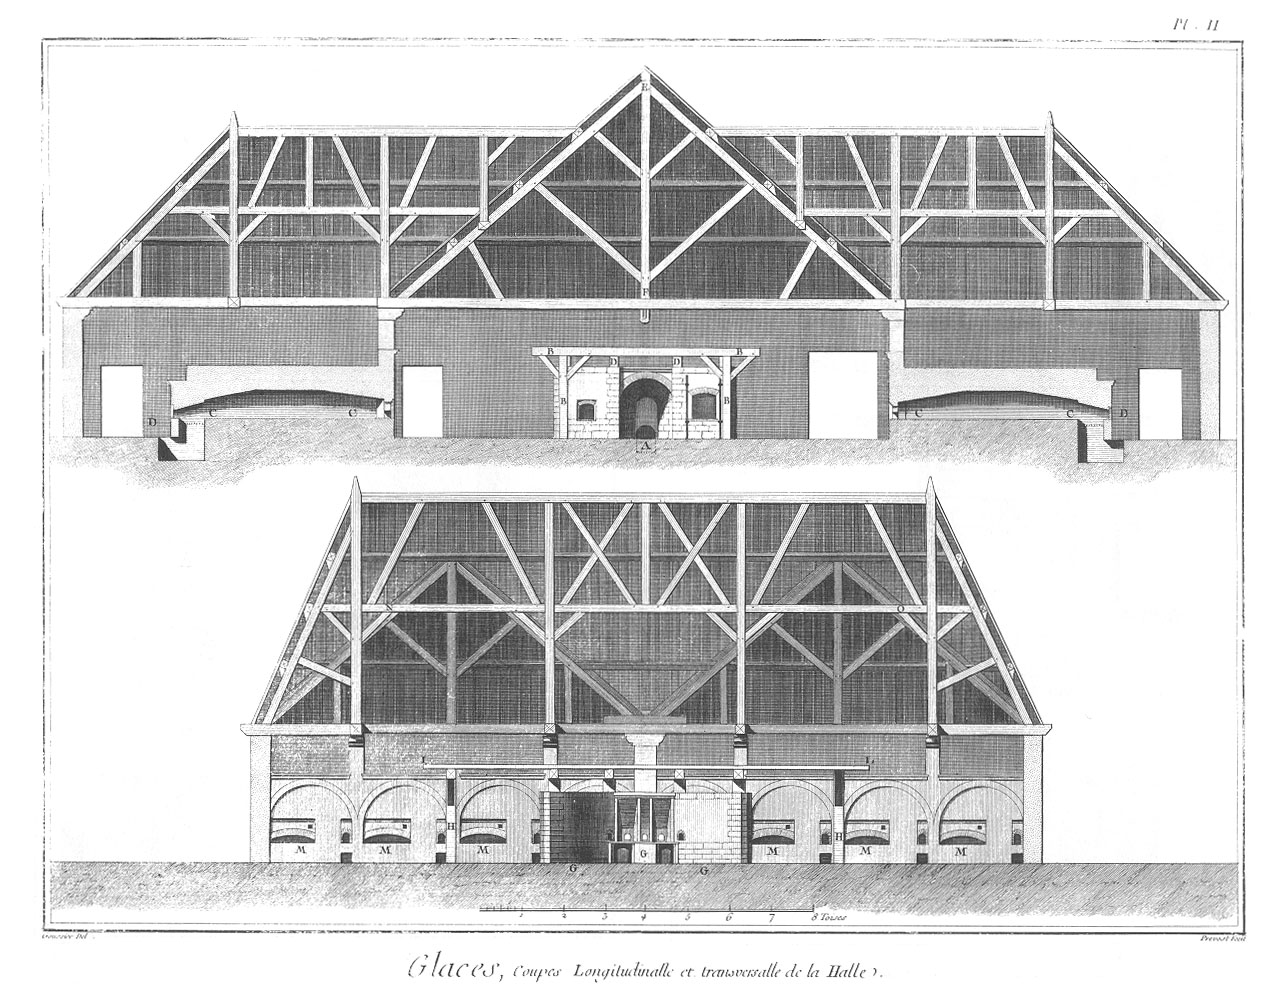 Pl. II
E
F
B B
D D
B B
D C C
A
C C D
N O
I L
H H
M M M G M M M
G G
1 2 3 4 5 6 7 8 Toises
Goussier Del.
Prevost fecit
Glaces, Coupes Longitudinalle et transversalle de la Halle.